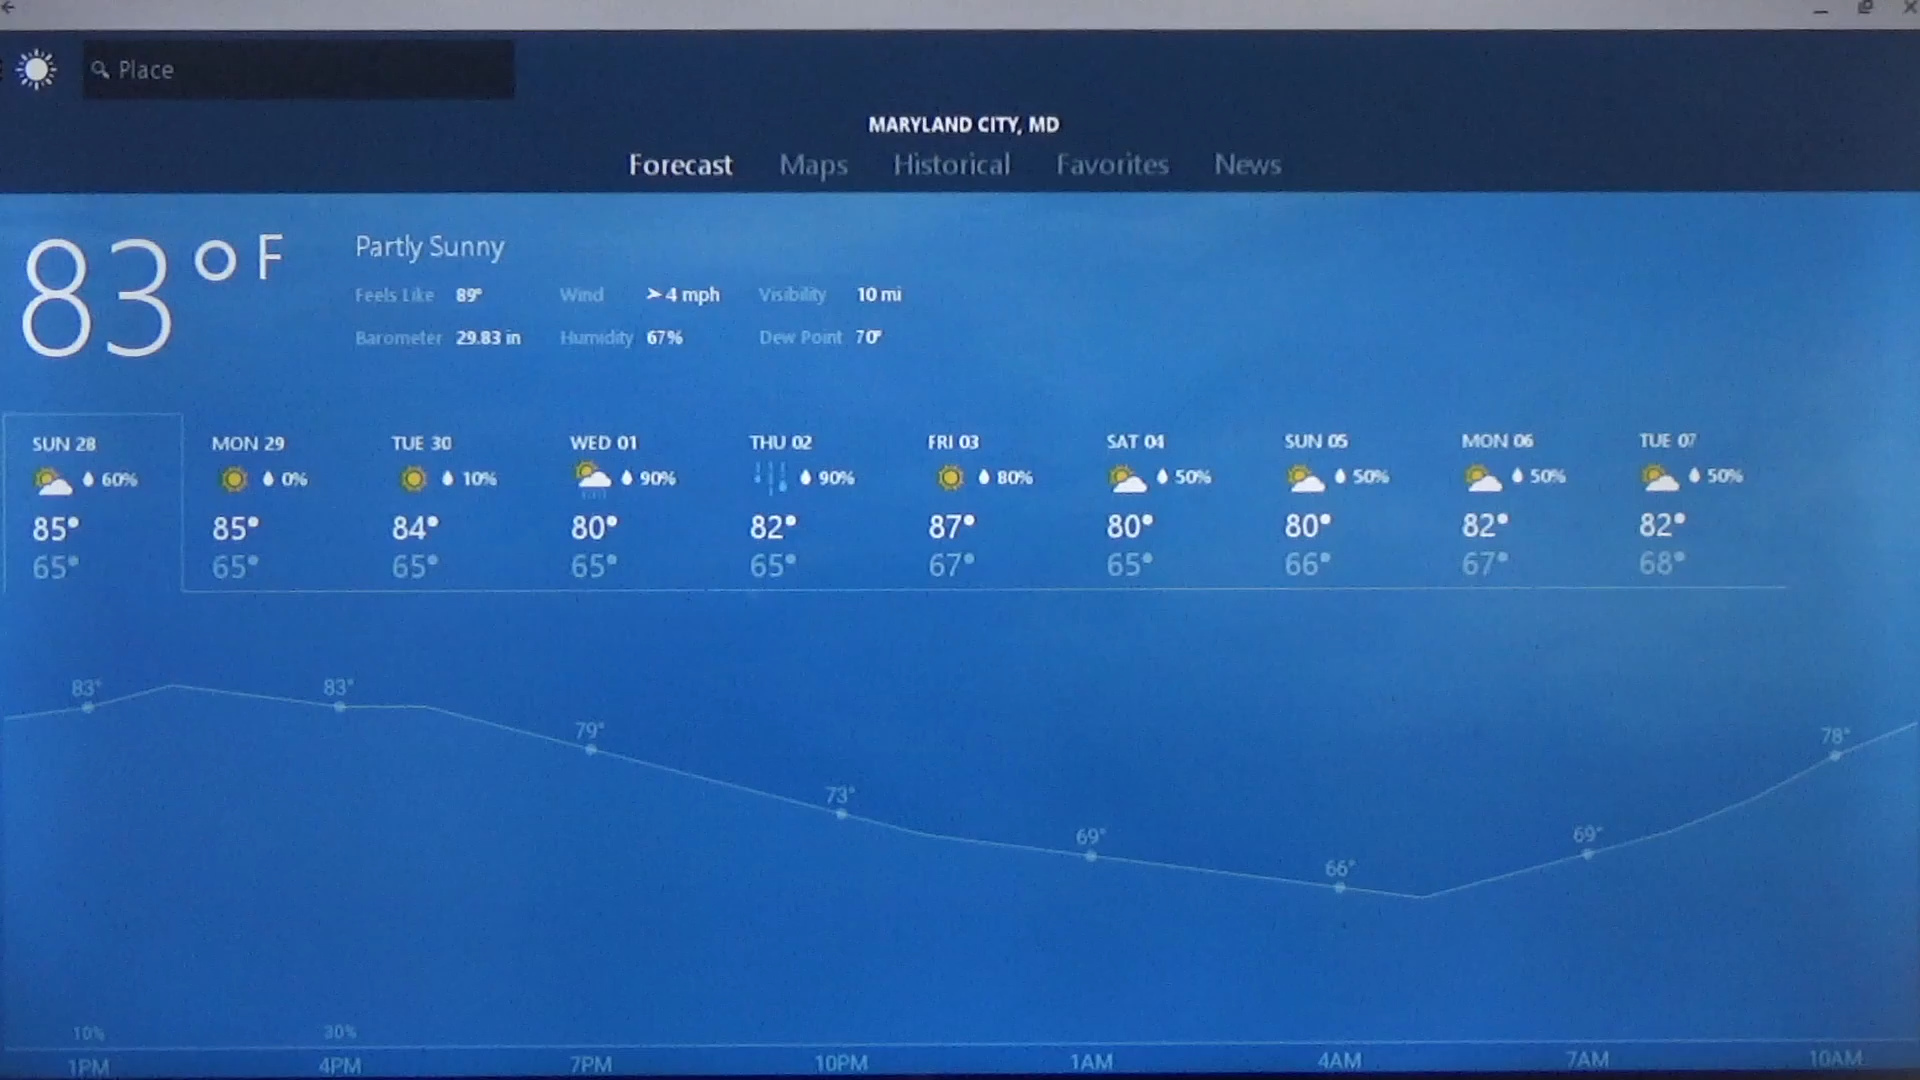 Place
MARYLAND CITY, MD
Forecast Maps Historical Favorites News
83°F
Partly Sunny
Feels Like 89° Wind ➤4 mph Visibility 10 mi
Barometer 29.83 in Humidity 67% Dew Point 70°
SUN 28 MON 29 TUE 30 WED 01 THU 02 FRI 03 SAT 04 SUN 05 MON 06 TUE 07
60% 0% 10% 90% 90% 80% 50% 50% 50% 50%
85° 85° 84° 80° 82° 87° 80° 80° 82° 82°
65° 65° 65° 65° 65° 67° 65° 66° 67° 68°
83° 83° 79° 73° 69° 66° 69° 78°
10% 30%
1PM 4PM 7PM 10PM 1AM 4AM 7AM 10AM